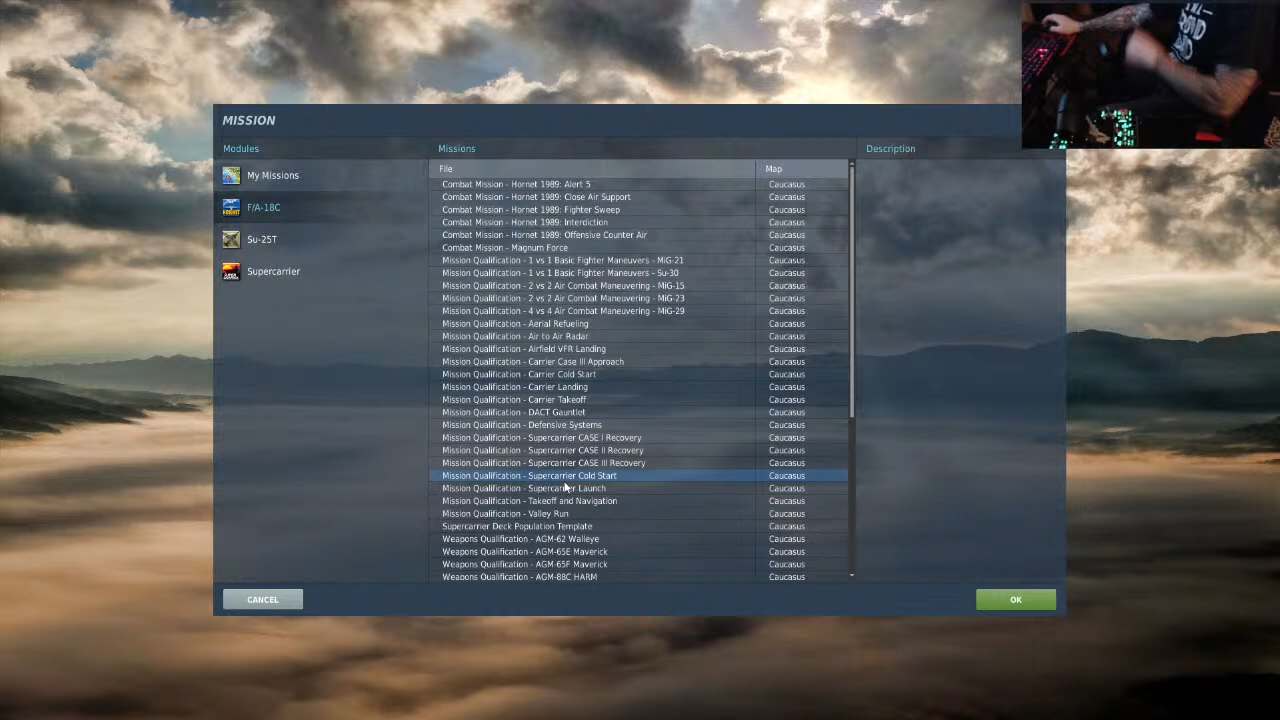 MISSION
Modules
Missions
Description
My Missions
F/A-18C
Su-25T
Supercarrier
File Map
Combat Mission - Hornet 1989: Alert 5 Caucasus
Combat Mission - Hornet 1989: Close Air Support Caucasus
Combat Mission - Hornet 1989: Fighter Sweep Caucasus
Combat Mission - Hornet 1989: Interdiction Caucasus
Combat Mission - Hornet 1989: Offensive Counter Air Caucasus
Combat Mission - Magnum Force Caucasus
Mission Qualification - 1 vs 1 Basic Fighter Maneuvers - MiG-21 Caucasus
Mission Qualification - 1 vs 1 Basic Fighter Maneuvers - Su-30 Caucasus
Mission Qualification - 2 vs 2 Air Combat Maneuvering - MiG-15 Caucasus
Mission Qualification - 2 vs 2 Air Combat Maneuvering - MiG-23 Caucasus
Mission Qualification - 4 vs 4 Air Combat Maneuvering - MiG-29 Caucasus
Mission Qualification - Aerial Refueling Caucasus
Mission Qualification - Air to Air Radar Caucasus
Mission Qualification - Airfield VFR Landing Caucasus
Mission Qualification - Carrier Case III Approach Caucasus
Mission Qualification - Carrier Cold Start Caucasus
Mission Qualification - Carrier Landing Caucasus
Mission Qualification - Carrier Takeoff Caucasus
Mission Qualification - DACT Gauntlet Caucasus
Mission Qualification - Defensive Systems Caucasus
Mission Qualification - Supercarrier CASE I Recovery Caucasus
Mission Qualification - Supercarrier CASE II Recovery Caucasus
Mission Qualification - Supercarrier CASE III Recovery Caucasus
Mission Qualification - Supercarrier Cold Start Caucasus
Mission Qualification - Supercarrier Launch Caucasus
Mission Qualification - Takeoff and Navigation Caucasus
Mission Qualification - Valley Run Caucasus
Supercarrier Deck Population Template Caucasus
Weapons Qualification - AGM-62 Walleye Caucasus
Weapons Qualification - AGM-65E Maverick Caucasus
Weapons Qualification - AGM-65F Maverick Caucasus
Weapons Qualification - AGM-88C HARM Caucasus
CANCEL
OK